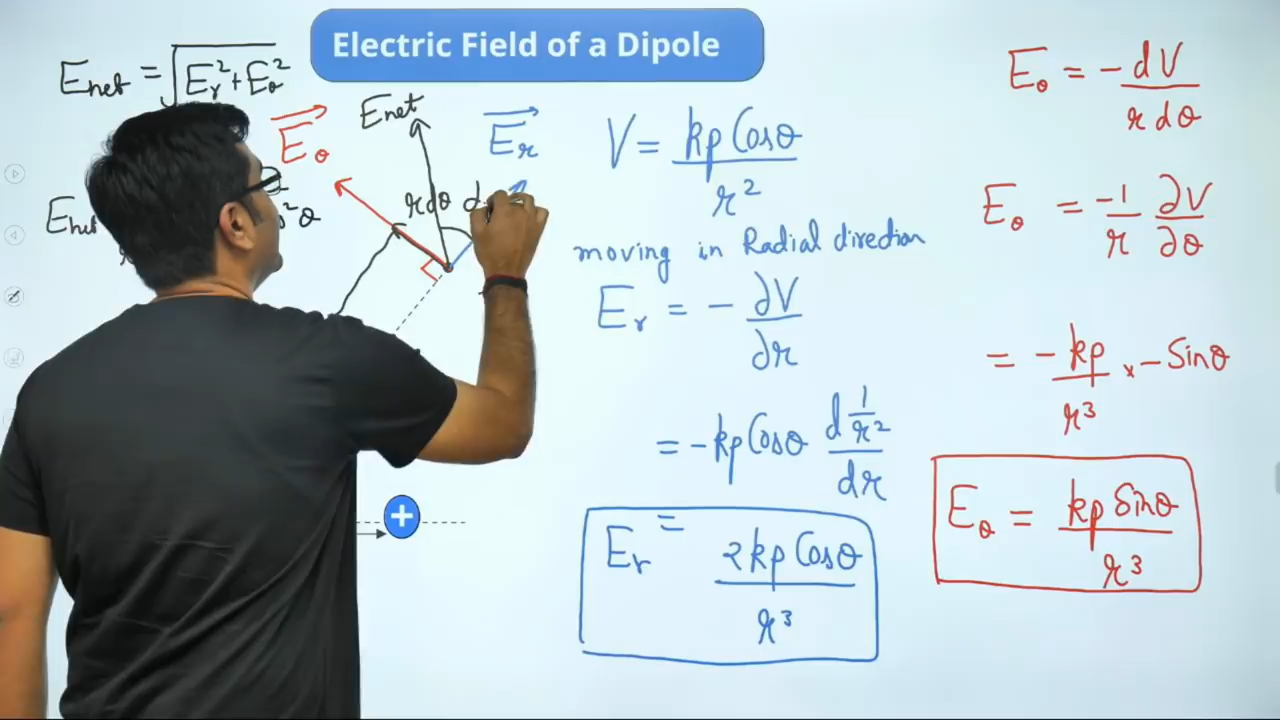 Electric Field of a Dipole
Enet = √Er² + Eθ²
Eθ
Enet
Er
rdθ
Enet
²θ
V = kp Cosθ / r²
moving in Radial direction
Er = - ∂V / ∂r
= - kp Cosθ d 1/r² / dr
Er = 2kp Cosθ / r³
Eθ = - dV / r dθ
Eθ = -1/r ∂V/∂θ
= - kp / r³ × - Sinθ
Eθ = kp Sinθ / r³
+